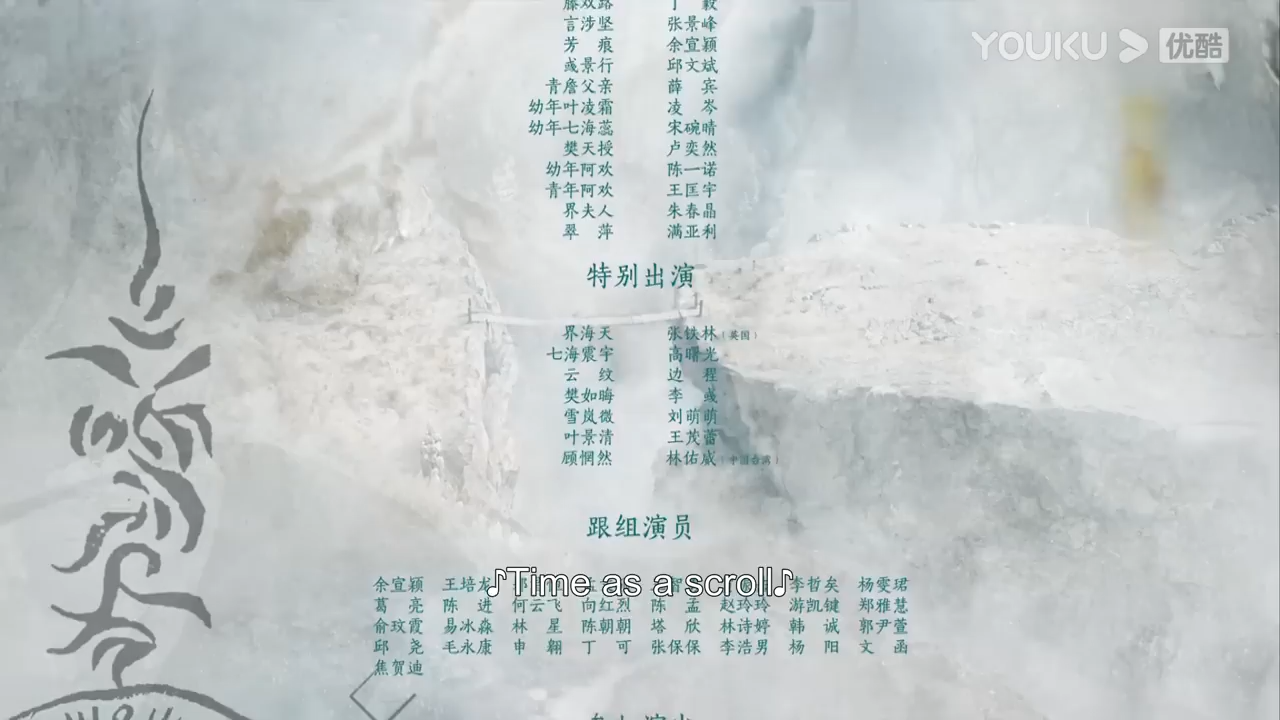 YOUKU 优酷
言涉坚 张景峰
芳痕 余宣颖
彧景行 邱文斌
青詹父亲 薛宾
幼年叶凌霜 凌岑
幼年七海蕊 宋碗晴
樊天授 卢奕然
幼年阿欢 陈一诺
青年阿欢 王匡宇
界夫人 朱春晶
翠萍 满亚利
特别出演
界海天 张铁林（英国）
七海震宇 高曙光
云纹 边程
樊如晦 李彧
雪岚微 刘萌萌
叶景清 王茂蕾
顾惘然 林佑威（中国台湾）
跟组演员
余宣颖 王培龙 李哲矣 杨雯珺
♪Time as a scroll♪
葛亮 陈进 何云飞 向红烈 陈孟 赵玲玲 游凯键 郑雅慧
俞玟霞 易冰淼 林星 陈朝朝 塔欣 林诗婷 韩诚 郭尹萱
邱尧 毛永康 申翱 丁可 张保保 李浩男 杨阳 文函
焦贺迪